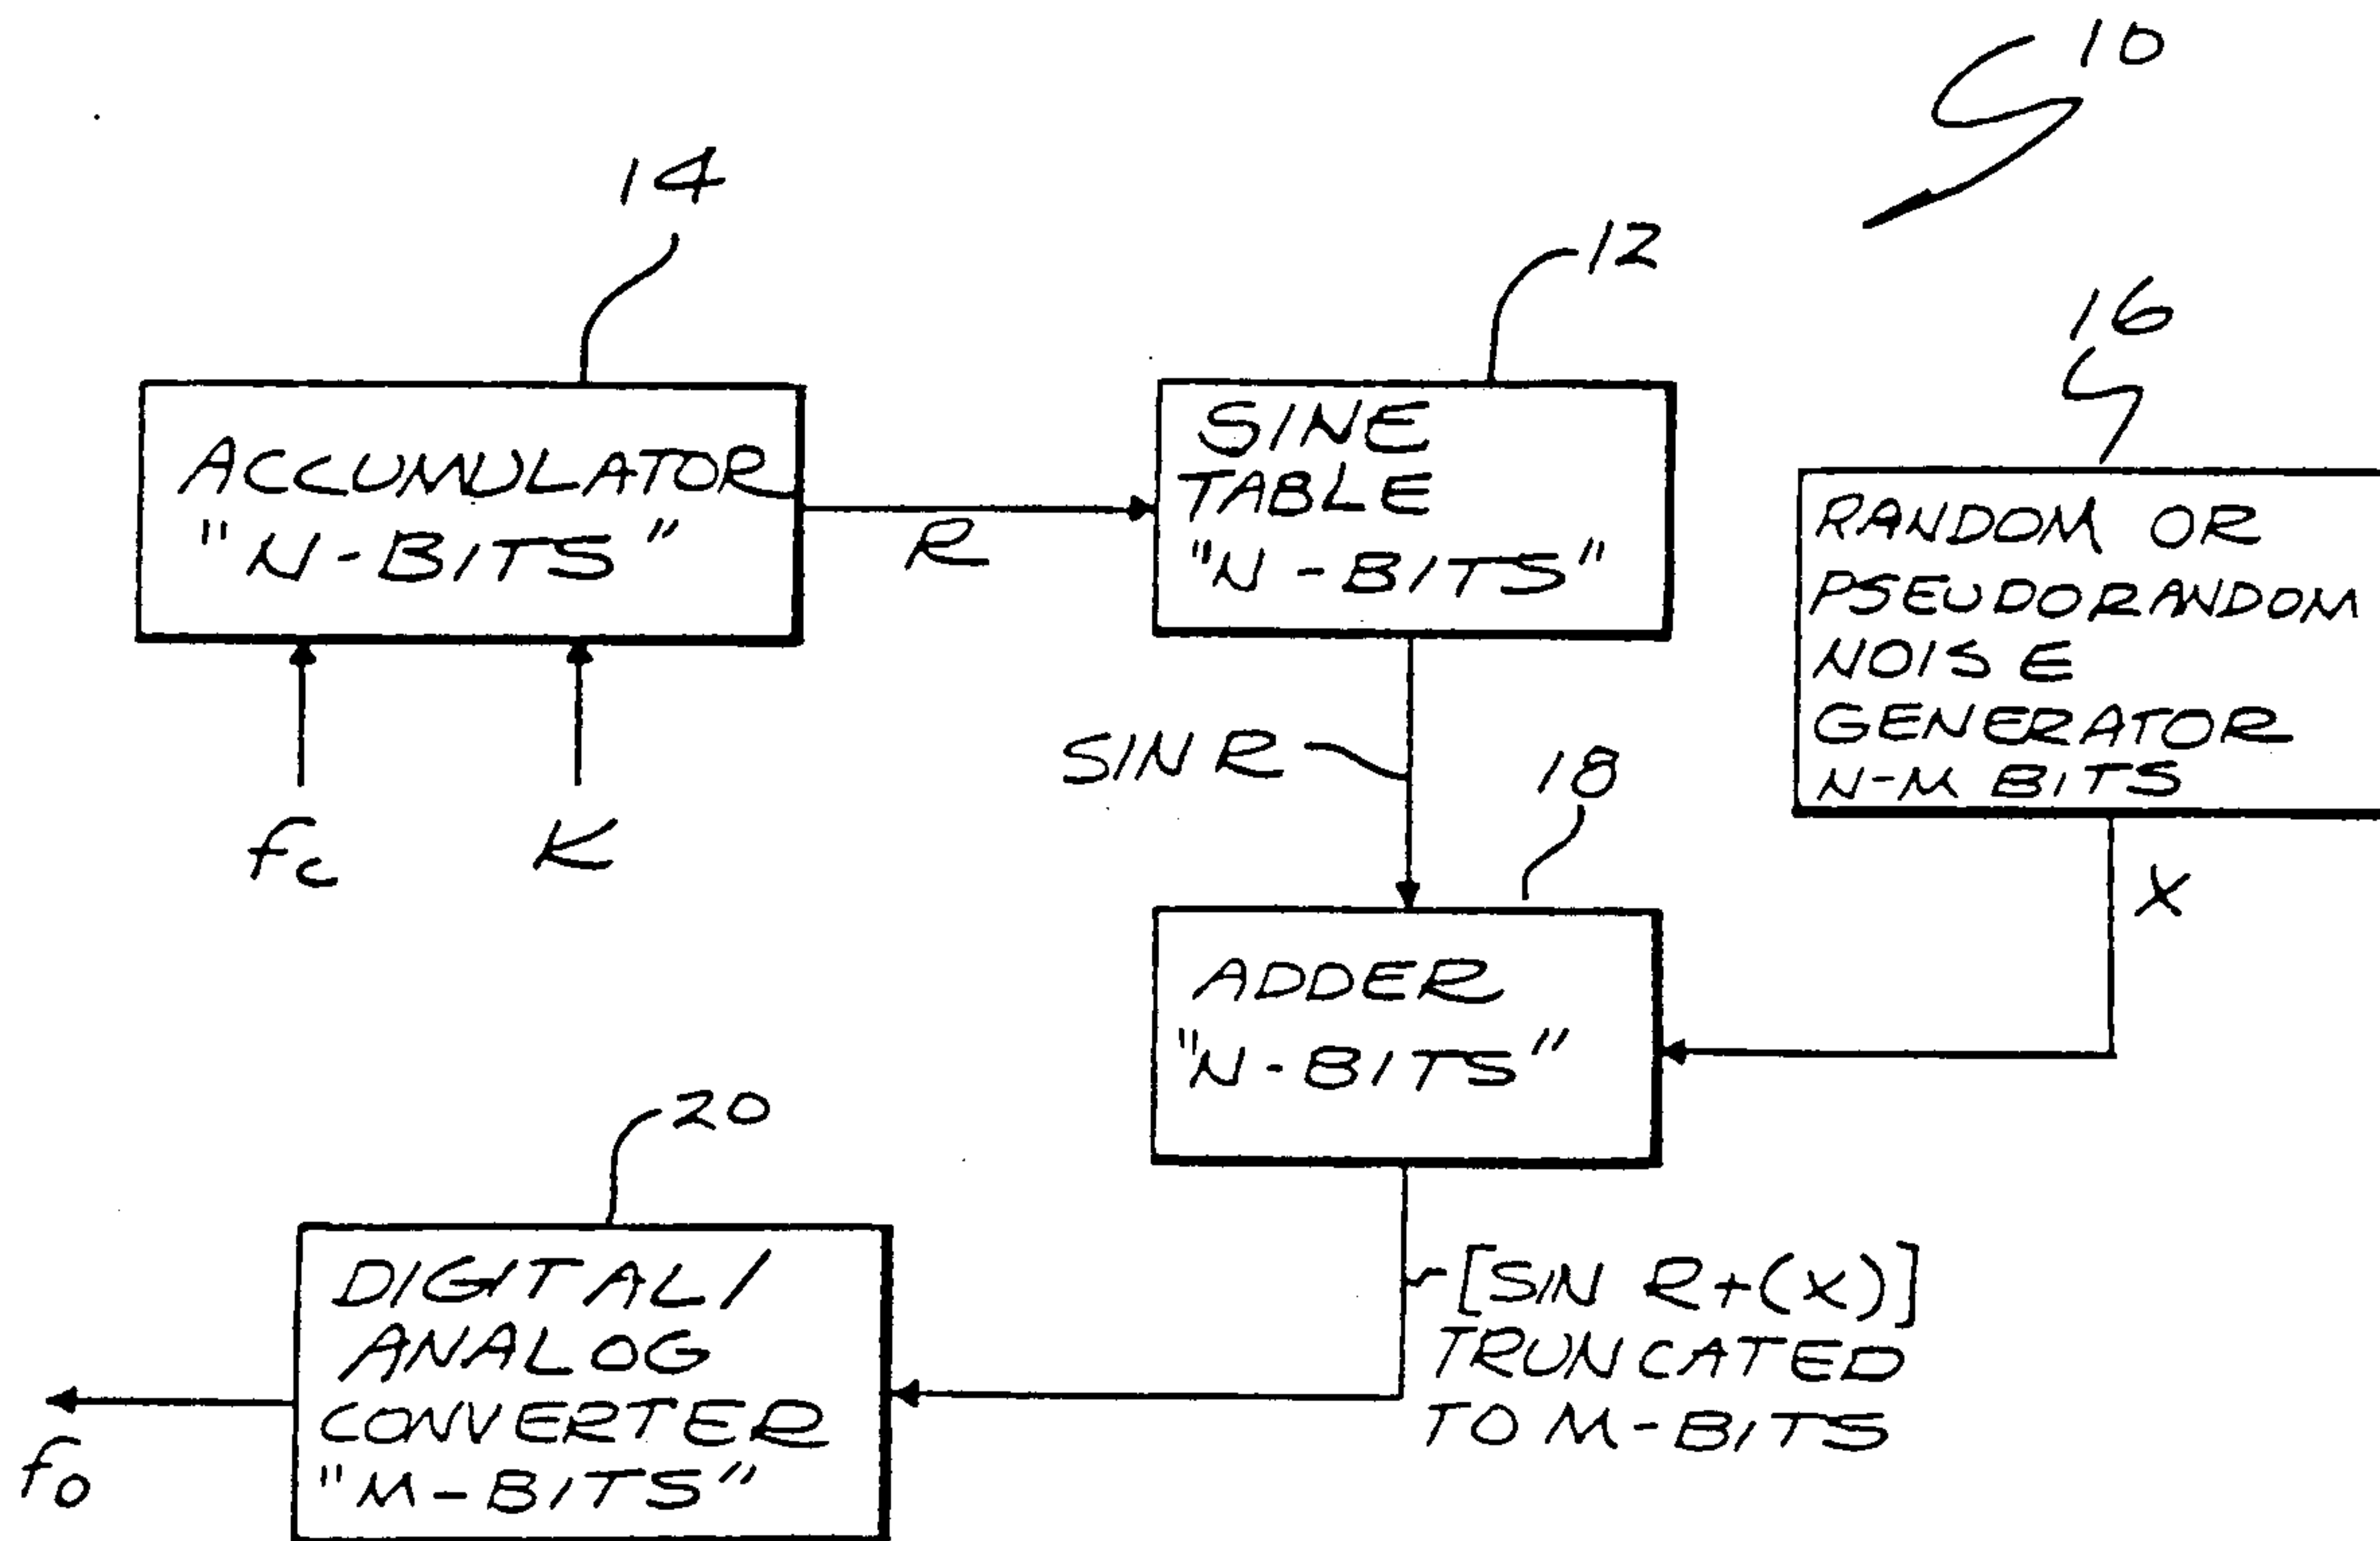 10
14
12
16
ACCUMULATOR
"N-BITS"
R
SINE
TABLE
"N-BITS"
RANDOM OR
PSEUDORANDOM
NOISE
GENERATOR
N-M BITS
fc
K
SIN R
18
X
ADDER
"N-BITS"
20
DIGITAL/
ANALOG
CONVERTER
"M-BITS"
[SIN R+(X)]
TRUNCATED
TO M-BITS
fo